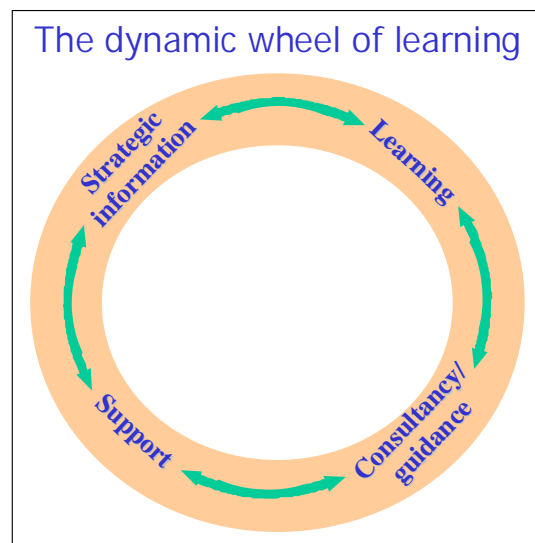 The dynamic wheel of learning
Strategic
information
Learning
Support
Consultancy/
guidance